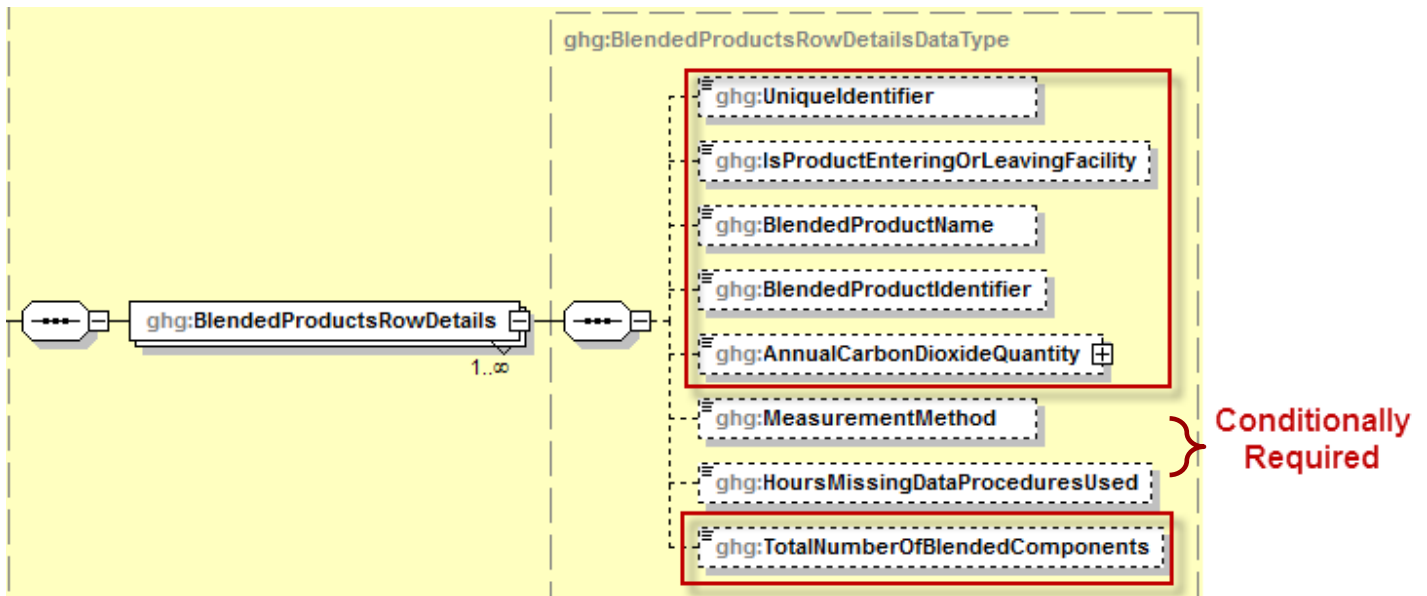 ghg:BlendedProductsRowDetailsDataType
ghg:UniqueIdentifier
ghg:IsProductEnteringOrLeavingFacility
ghg:BlendedProductName
ghg:BlendedProductIdentifier
ghg:BlendedProductsRowDetails
1..∞
ghg:AnnualCarbonDioxideQuantity
ghg:MeasurementMethod
Conditionally
Required
ghg:HoursMissingDataProceduresUsed
ghg:TotalNumberOfBlendedComponents